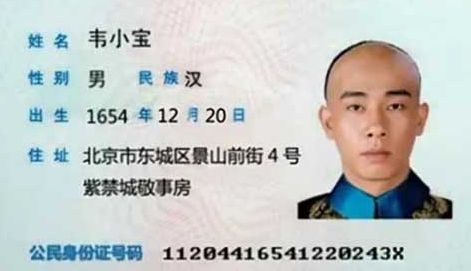 姓名 韦小宝
性别 男 民族 汉
出生 1654 年 12 月 20 日
住址 北京市东城区景山前街4号
紫禁城敬事房
公民身份证号码 11204416541220243X